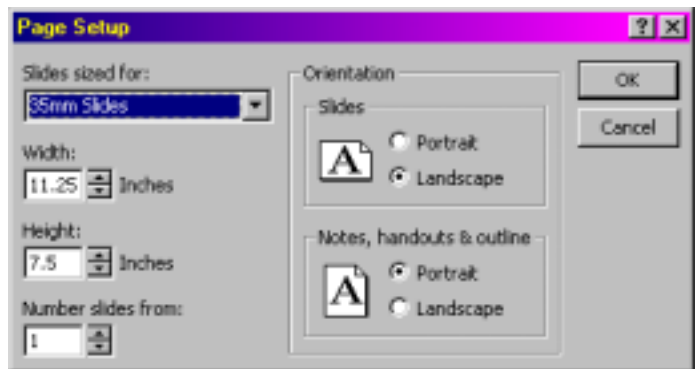 Page Setup
Slides sized for:
35mm Slides
Width:
11.25 Inches
Height:
7.5 Inches
Number slides from:
1
Orientation
Slides
A
Portrait
Landscape
Notes, handouts & outline
A
Portrait
Landscape
OK
Cancel